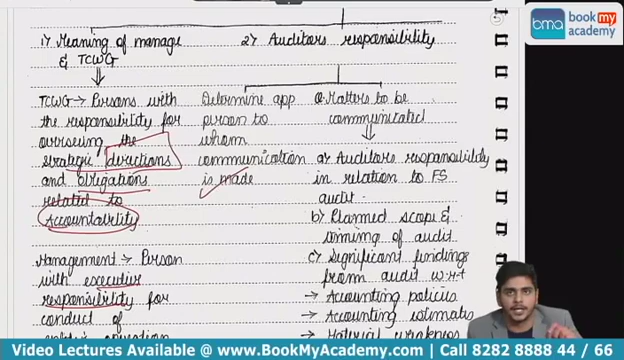 1) Meaning of manage
& TCWG
2) Auditors responsibility
TCWG → Persons with
the responsibility for
overseeing the
strategic directions
and obligations
related to
Accountability
Management → Person
with executive
responsibility for
conduct of
Determine app
person to
whom
communication
is made
Matters to be
communicated
a) Auditors responsibility
in relation to FS
audit.
b) Planned scope &
timing of audit
c) Significant findings
from audit w.r.t
→ Accounting policies
→ Accounting estimates
→ Material weakness
bma
book my
academy
Video Lectures Available @ www.BookMyAcademy.com | Call 8282 8888 44 / 66